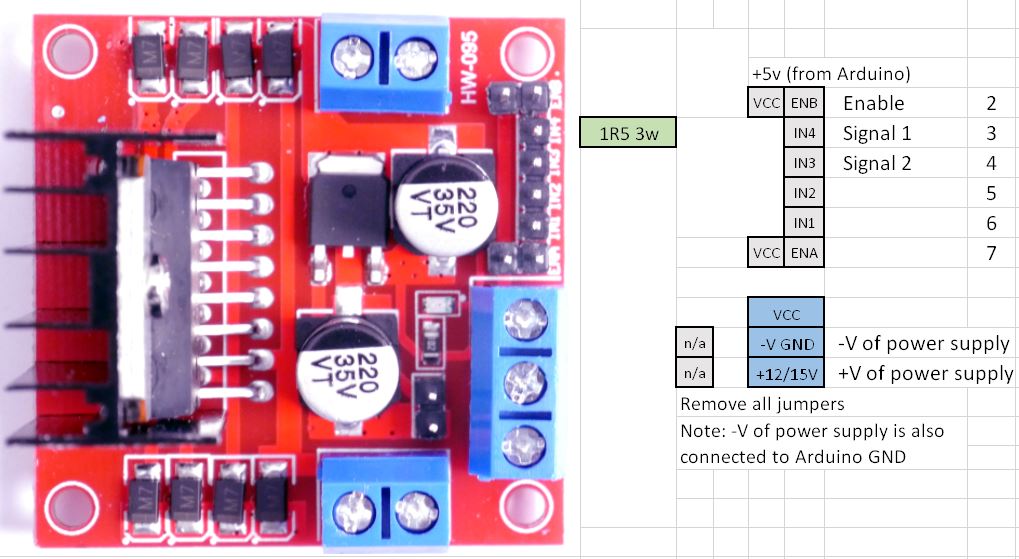 M7
M7
M7
M7
HW-095
ENA IN1 IN2 IN3 IN4 ENB
220
35V
VT
220
35V
VT
M7
M7
M7
M7
+5v (from Arduino)
VCC ENB Enable 2
1R5 3w
IN4 Signal 1 3
IN3 Signal 2 4
IN2 5
IN1 6
VCC ENA 7
VCC
n/a -V GND -V of power supply
n/a +12/15V +V of power supply
Remove all jumpers
Note: -V of power supply is also
connected to Arduino GND